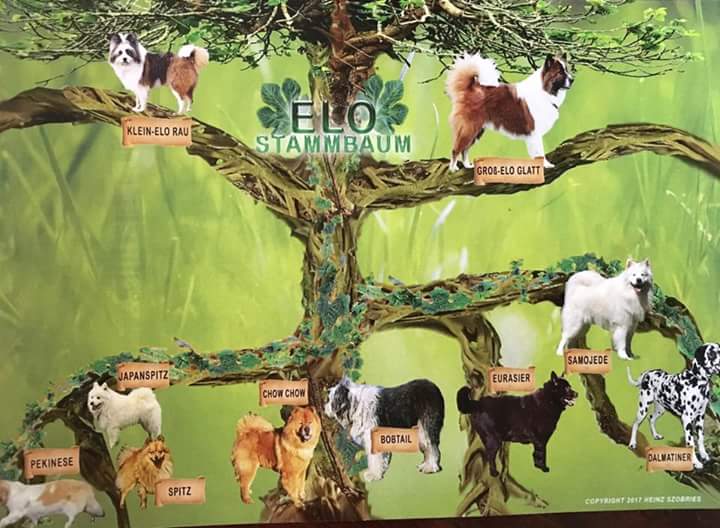 KLEIN-ELO RAU
ELO
STAMMBAUM
GROß-ELO GLATT
JAPANSPITZ
CHOW CHOW
EURASIER
SAMOJEDE
BOBTAIL
PEKINESE
SPITZ
DALMATINER
COPYRIGHT 2017 HEINZ SZOBRIES